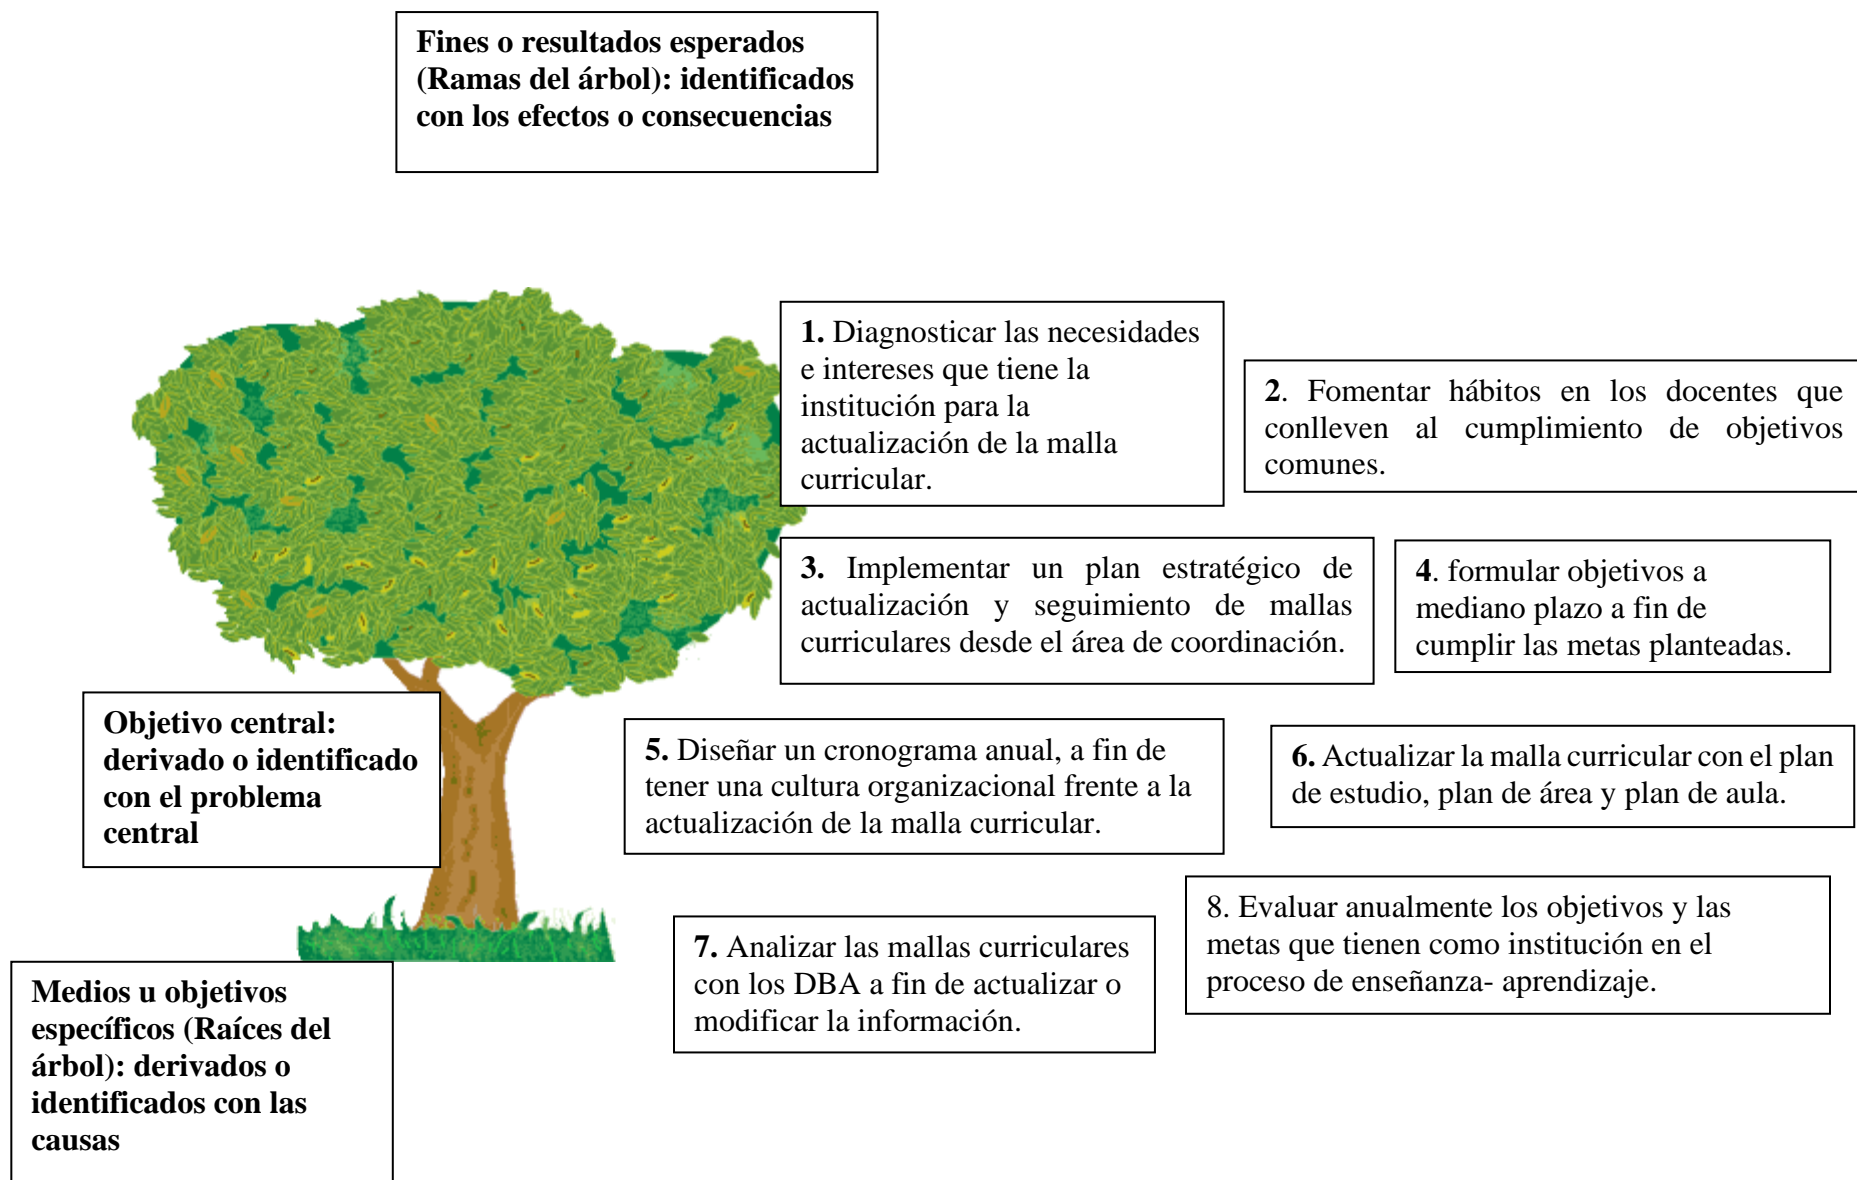 Fines o resultados esperados
(Ramas del árbol): identificados
con los efectos o consecuencias
1. Diagnosticar las necesidades
e intereses que tiene la
institución para la
actualización de la malla
curricular.
2. Fomentar hábitos en los docentes que
conlleven al cumplimiento de objetivos
comunes.
3. Implementar un plan estratégico de
actualización y seguimiento de mallas
curriculares desde el área de coordinación.
4. formular objetivos a
mediano plazo a fin de
cumplir las metas planteadas.
Objetivo central:
derivado o identificado
con el problema
central
5. Diseñar un cronograma anual, a fin de
tener una cultura organizacional frente a la
actualización de la malla curricular.
6. Actualizar la malla curricular con el plan
de estudio, plan de área y plan de aula.
7. Analizar las mallas curriculares
con los DBA a fin de actualizar o
modificar la información.
8. Evaluar anualmente los objetivos y las
metas que tienen como institución en el
proceso de enseñanza- aprendizaje.
Medios u objetivos
específicos (Raíces del
árbol): derivados o
identificados con las
causas